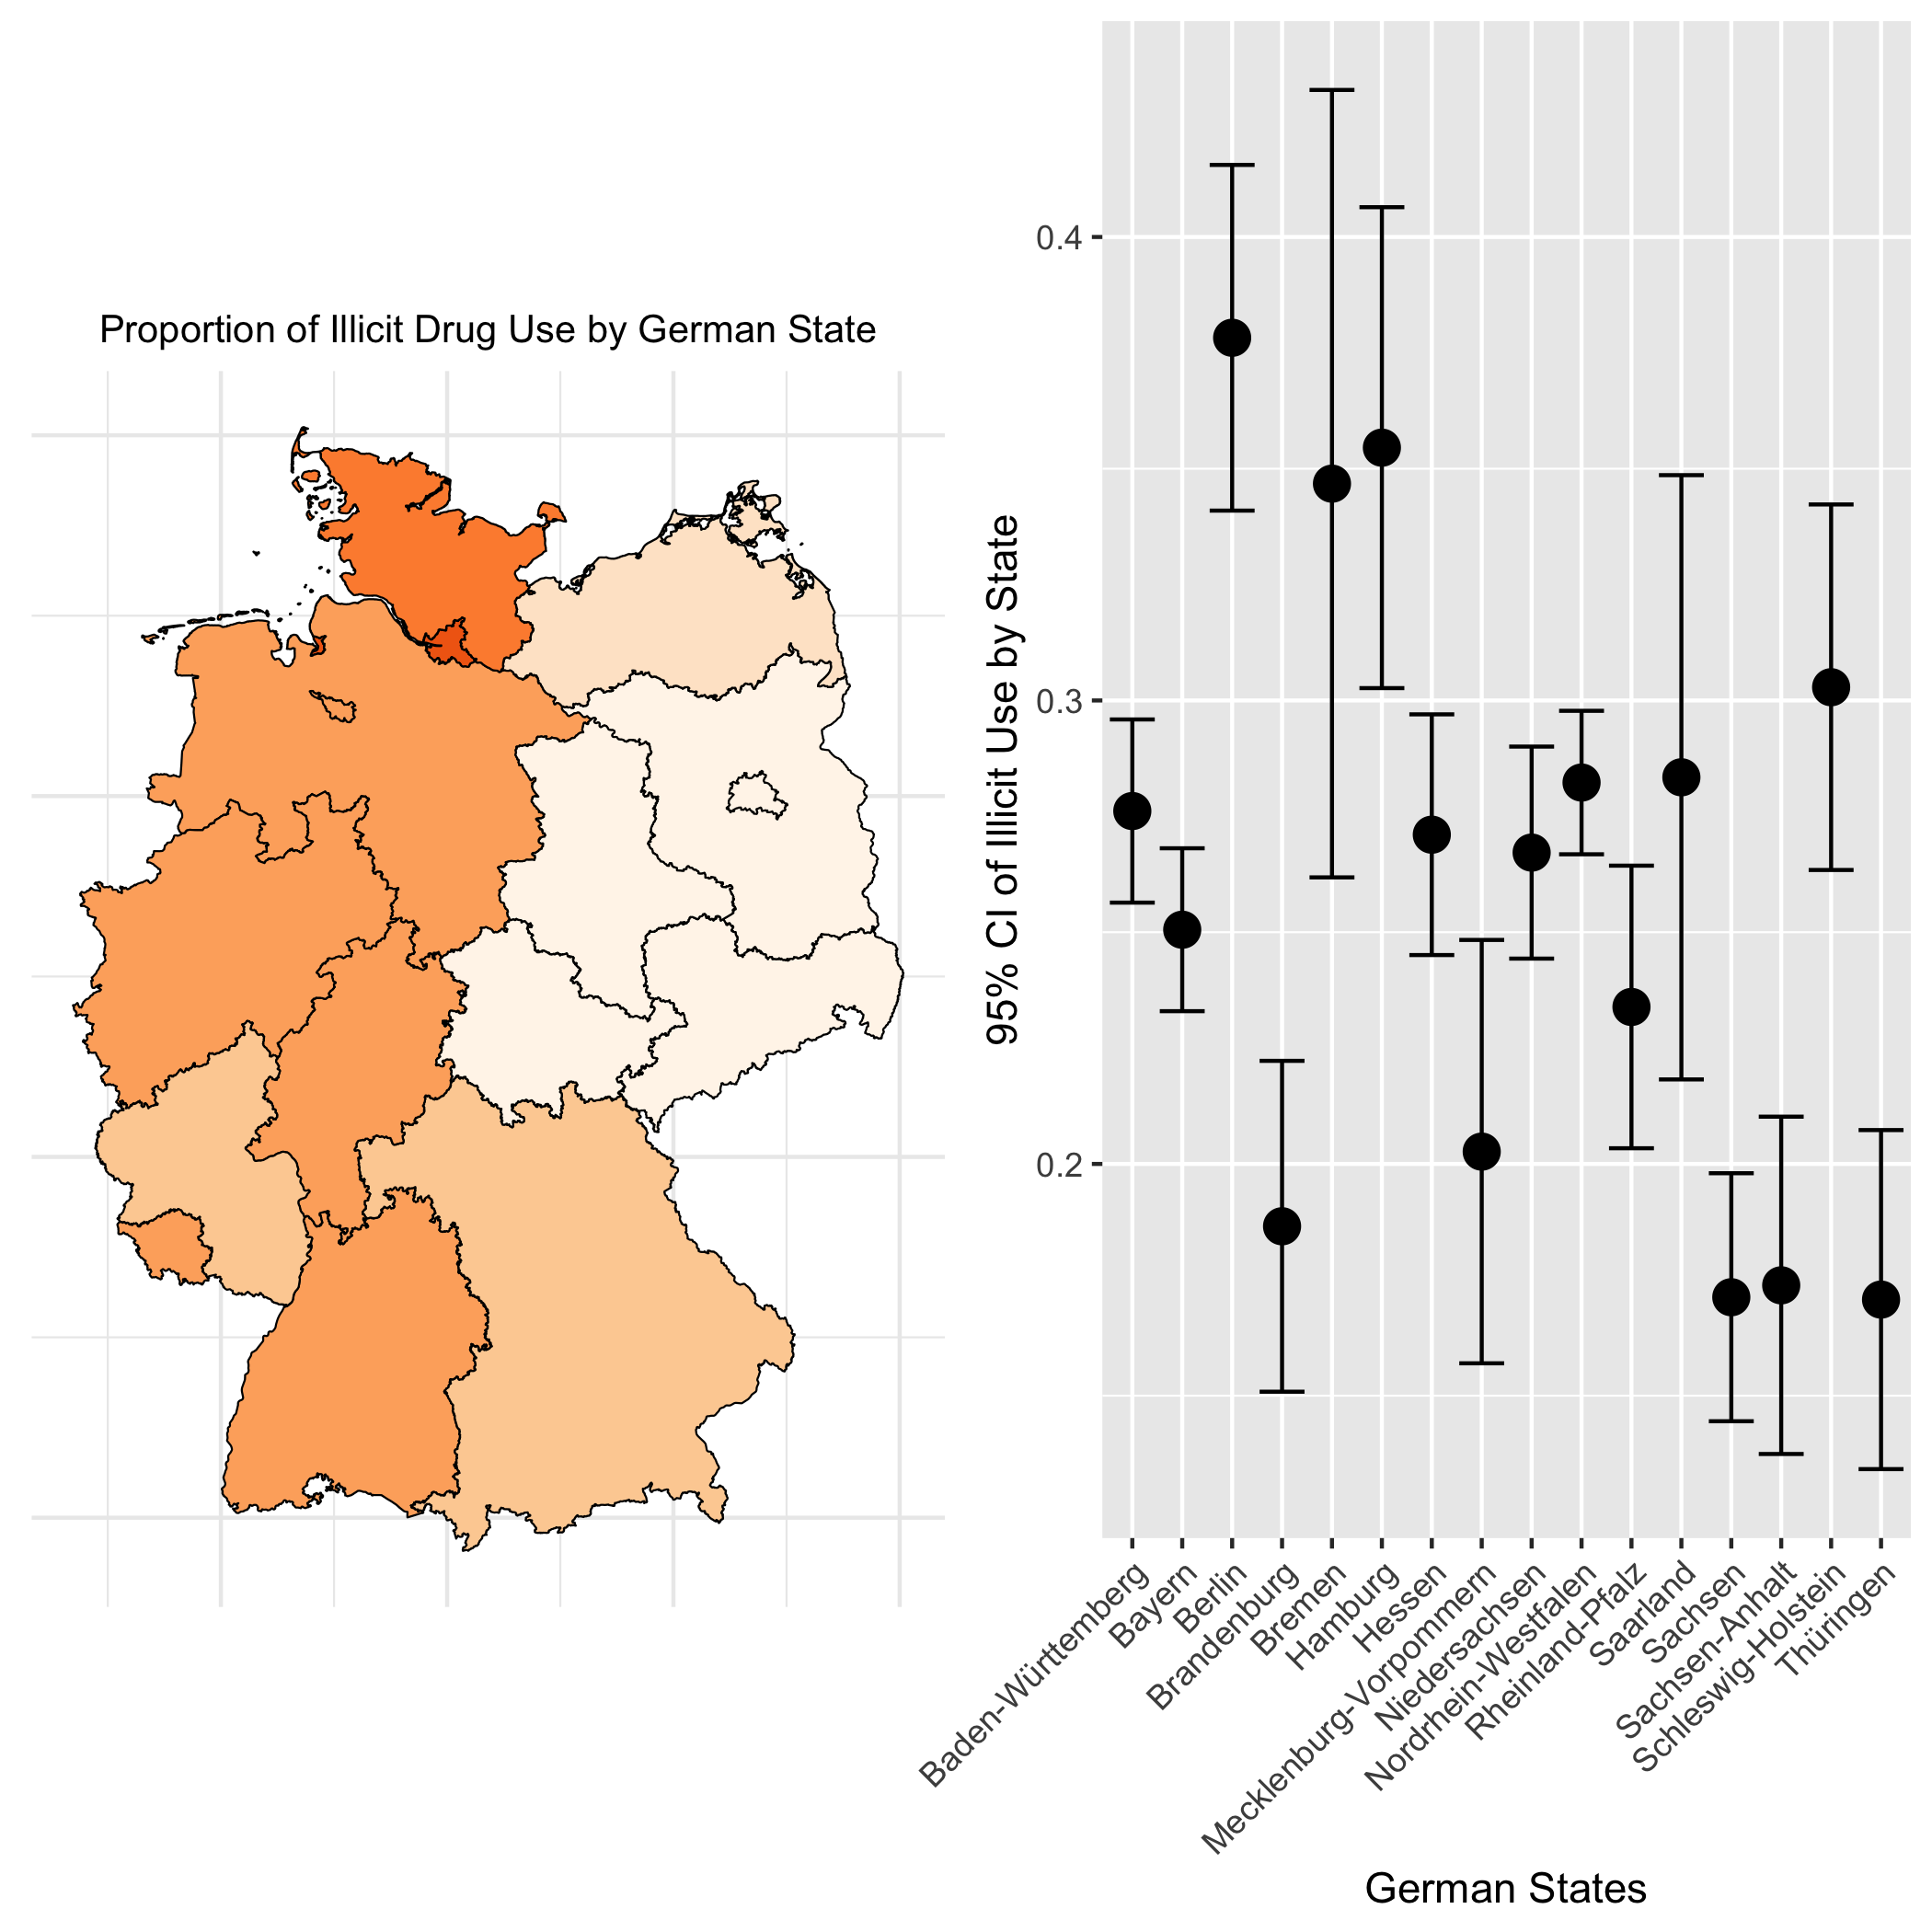 Proportion of Illicit Drug Use by German State
95% CI of Illicit Use by State
0.4
0.3
0.2
Baden-Württemberg
Bayern
Berlin
Brandenburg
Bremen
Hamburg
Hessen
Mecklenburg-Vorpommern
Niedersachsen
Nordrhein-Westfalen
Rheinland-Pfalz
Saarland
Sachsen
Sachsen-Anhalt
Schleswig-Holstein
Thüringen
German States